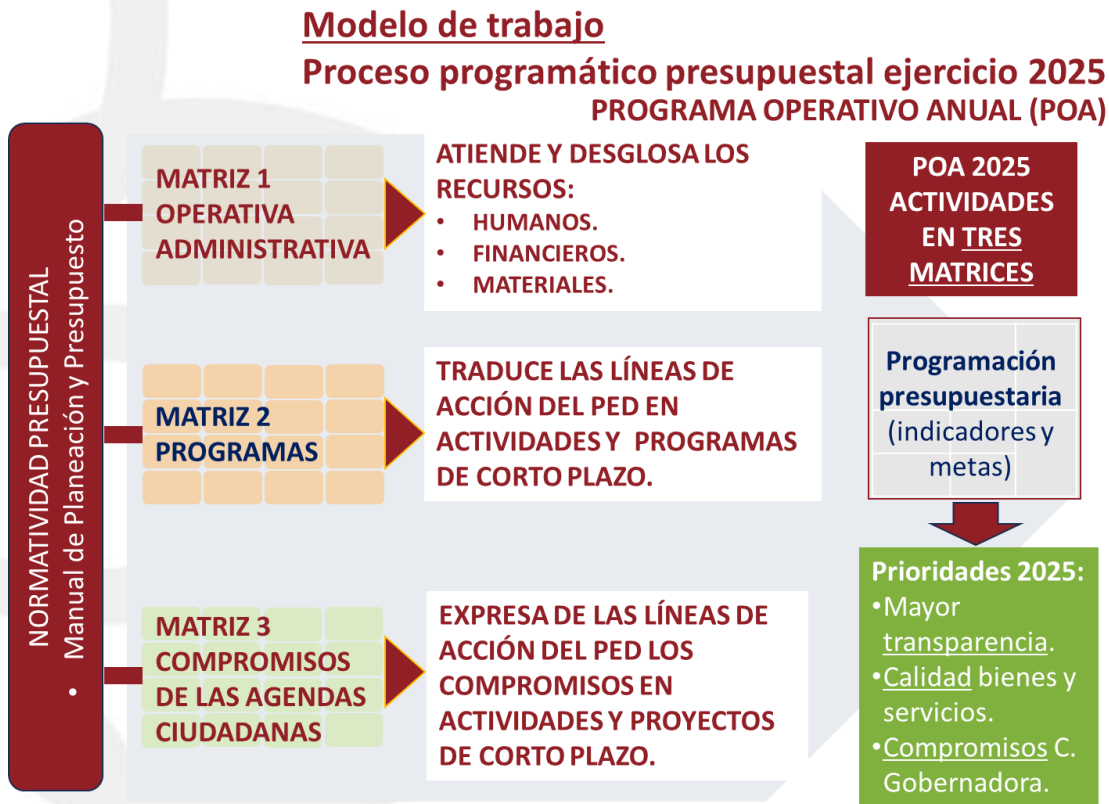 Modelo de trabajo
Proceso programático presupuestal ejercicio 2025
PROGRAMA OPERATIVO ANUAL (POA)
NORMATIVIDAD PRESUPUESTAL
• Manual de Planeación y Presupuesto
MATRIZ 1
OPERATIVA
ADMINISTRATIVA
ATIENDE Y DESGLOSA LOS
RECURSOS:
• HUMANOS.
• FINANCIEROS.
• MATERIALES.
MATRIZ 2
PROGRAMAS
TRADUCE LAS LÍNEAS DE
ACCIÓN DEL PED EN
ACTIVIDADES Y PROGRAMAS
DE CORTO PLAZO.
MATRIZ 3
COMPROMISOS
DE LAS AGENDAS
CIUDADANAS
EXPRESA DE LAS LÍNEAS DE
ACCIÓN DEL PED LOS
COMPROMISOS EN
ACTIVIDADES Y PROYECTOS
DE CORTO PLAZO.
POA 2025
ACTIVIDADES
EN TRES
MATRICES
Programación
presupuestaria
(indicadores y
metas)
Prioridades 2025:
•Mayor
transparencia.
•Calidad bienes y
servicios.
•Compromisos C.
Gobernadora.